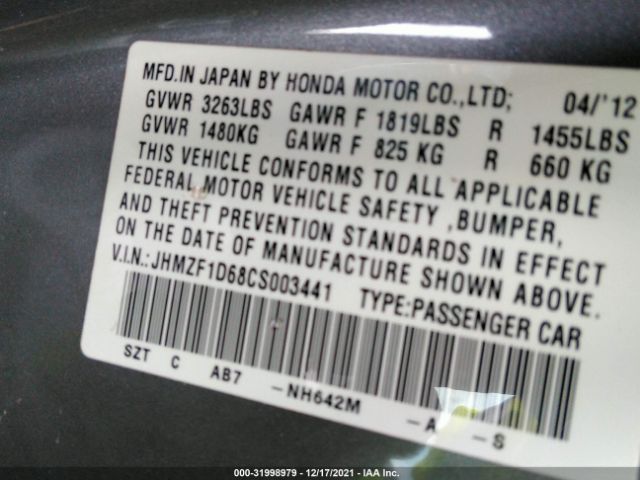 MFD.IN JAPAN BY HONDA MOTOR CO.,LTD; 04/'12
GVWR 3263LBS GAWR F 1819LBS R 1455LBS
GVWR 1480KG GAWR F 825 KG R 660 KG
THIS VEHICLE CONFORMS TO ALL APPLICABLE
FEDERAL MOTOR VEHICLE SAFETY ,BUMPER,
AND THEFT PREVENTION STANDARDS IN EFFECT
ON THE DATE OF MANUFACTURE SHOWN ABOVE.
V.I.N.:JHMZF1D68CS003441 TYPE:PASSENGER CAR
SZT C AB7 -NH642M -A -S
000-31998979 - 12/17/2021 - IAA Inc.